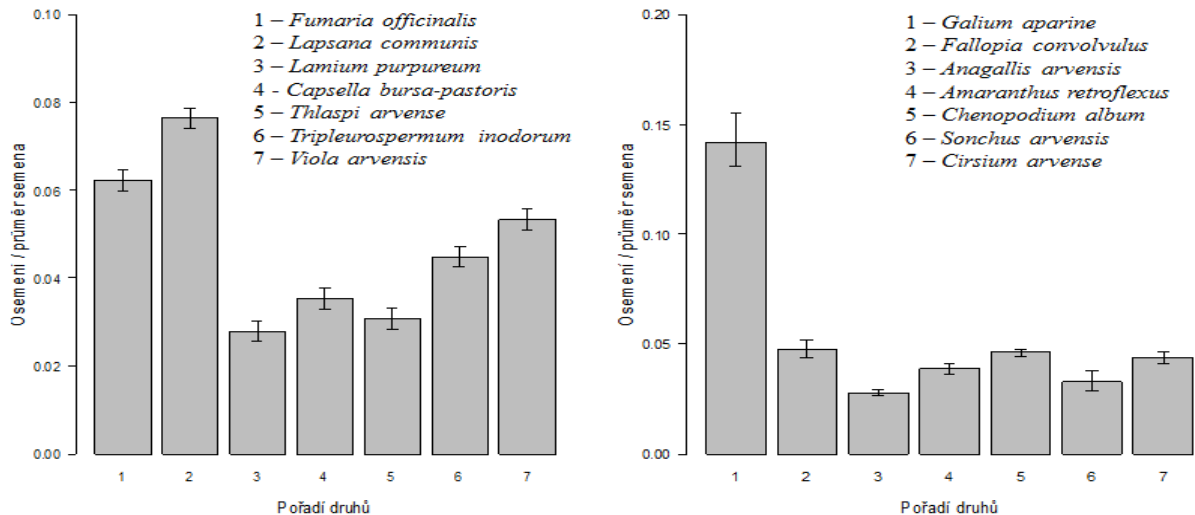 Osemení / průměr semena
0.10
0.08
0.06
0.04
0.02
0.00
1 – Fumaria officinalis
2 – Lapsana communis
3 – Lamium purpureum
4 - Capsella bursa-pastoris
5 – Thlaspi arvense
6 – Tripleurospermum inodorum
7 – Viola arvensis
1 2 3 4 5 6 7
Pořadí druhů
Osemení / průměr semena
0.20
0.15
0.10
0.05
0.00
1 – Galium aparine
2 – Fallopia convolvulus
3 – Anagallis arvensis
4 – Amaranthus retroflexus
5 – Chenopodium album
6 – Sonchus arvensis
7 – Cirsium arvense
1 2 3 4 5 6 7
Pořadí druhů